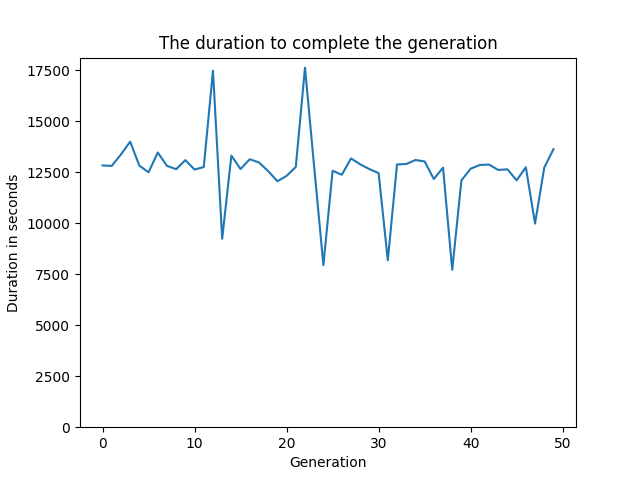 The duration to complete the generation
17500
15000
12500
10000
7500
5000
2500
0
Duration in seconds
0 10 20 30 40 50
Generation